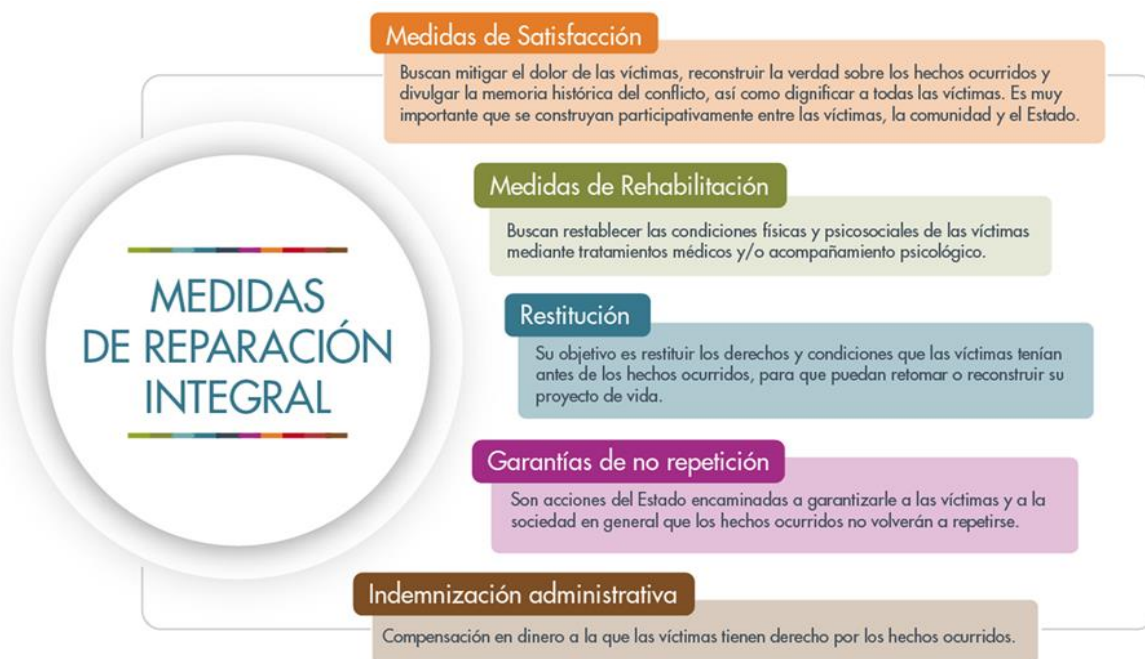 MEDIDAS
DE REPARACIÓN
INTEGRAL
Medidas de Satisfacción
Buscan mitigar el dolor de las víctimas, reconstruir la verdad sobre los hechos ocurridos y
divulgar la memoria histórica del conflicto, así como dignificar a todas las víctimas. Es muy
importante que se construyan participativamente entre las víctimas, la comunidad y el Estado.
Medidas de Rehabilitación
Buscan restablecer las condiciones físicas y psicosociales de las víctimas
mediante tratamientos médicos y/o acompañamiento psicológico.
Restitución
Su objetivo es restituir los derechos y condiciones que las víctimas tenían
antes de los hechos ocurridos, para que puedan retomar o reconstruir su
proyecto de vida.
Garantías de no repetición
Son acciones del Estado encaminadas a garantizarle a las víctimas y a la
sociedad en general que los hechos ocurridos no volverán a repetirse.
Indemnización administrativa
Compensación en dinero a la que las víctimas tienen derecho por los hechos ocurridos.